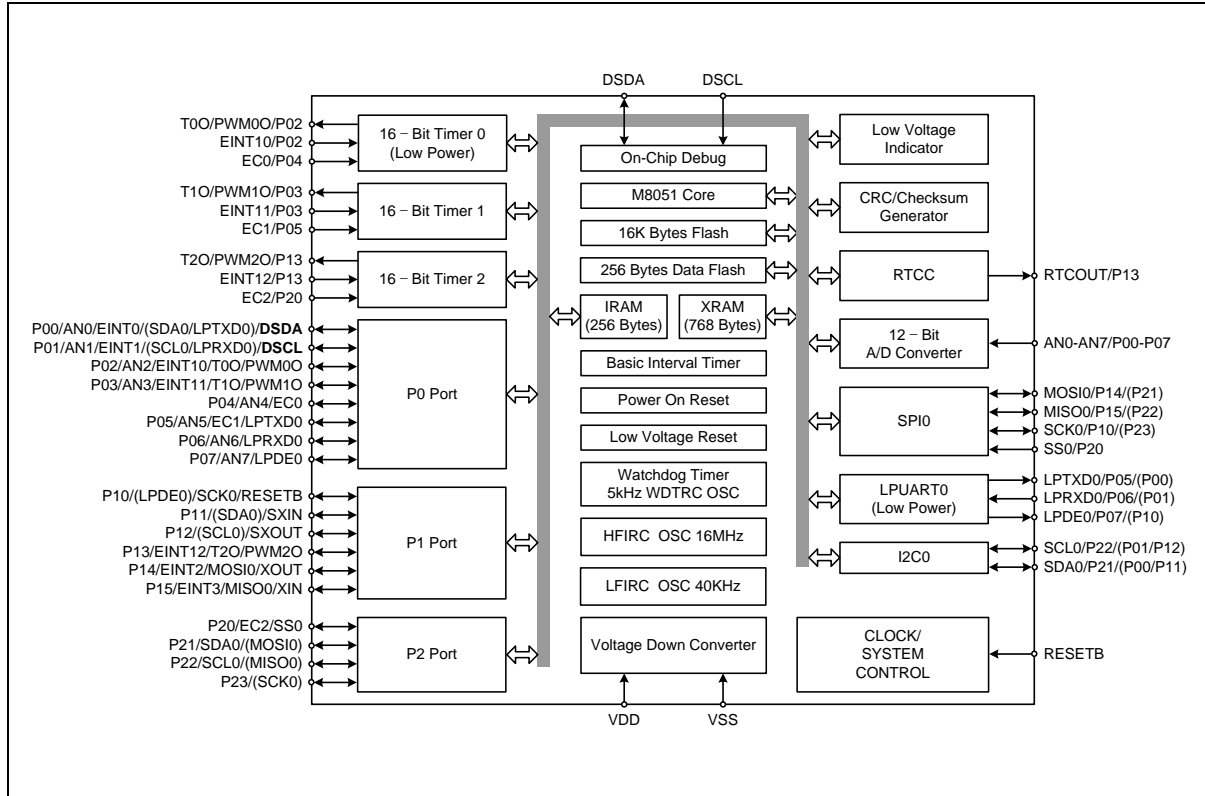 DSDA
DSCL
T0O/PWM0O/P02
EINT10/P02
EC0/P04
16 – Bit Timer 0
(Low Power)
T1O/PWM1O/P03
EINT11/P03
EC1/P05
16 – Bit Timer 1
T2O/PWM2O/P13
EINT12/P13
EC2/P20
16 – Bit Timer 2
P00/AN0/EINT0/(SDA0/LPTXD0)/DSDA
P01/AN1/EINT1/(SCL0/LPRXD0)/DSCL
P02/AN2/EINT10/T0O/PWM0O
P03/AN3/EINT11/T1O/PWM1O
P04/AN4/EC0
P05/AN5/EC1/LPTXD0
P06/AN6/LPRXD0
P07/AN7/LPDE0
P0 Port
P10/(LPDE0)/SCK0/RESETB
P11/(SDA0)/SXIN
P12/(SCL0)/SXOUT
P13/EINT12/T2O/PWM2O
P14/EINT2/MOSI0/XOUT
P15/EINT3/MISO0/XIN
P1 Port
P20/EC2/SS0
P21/SDA0/(MOSI0)
P22/SCL0/(MISO0)
P23/(SCK0)
P2 Port
On-Chip Debug
M8051 Core
16K Bytes Flash
256 Bytes Data Flash
IRAM
(256 Bytes)
XRAM
(768 Bytes)
Basic Interval Timer
Power On Reset
Low Voltage Reset
Watchdog Timer
5kHz WDTRC OSC
HFIRC OSC 16MHz
LFIRC OSC 40KHz
Voltage Down Converter
VDD
VSS
Low Voltage
Indicator
CRC/Checksum
Generator
RTCC
RTCOUT/P13
12 – Bit
A/D Converter
AN0-AN7/P00-P07
SPI0
MOSI0/P14/(P21)
MISO0/P15/(P22)
SCK0/P10/(P23)
SS0/P20
LPUART0
(Low Power)
LPTXD0/P05/(P00)
LPRXD0/P06/(P01)
LPDE0/P07/(P10)
I2C0
SCL0/P22/(P01/P12)
SDA0/P21/(P00/P11)
CLOCK/
SYSTEM
CONTROL
RESETB